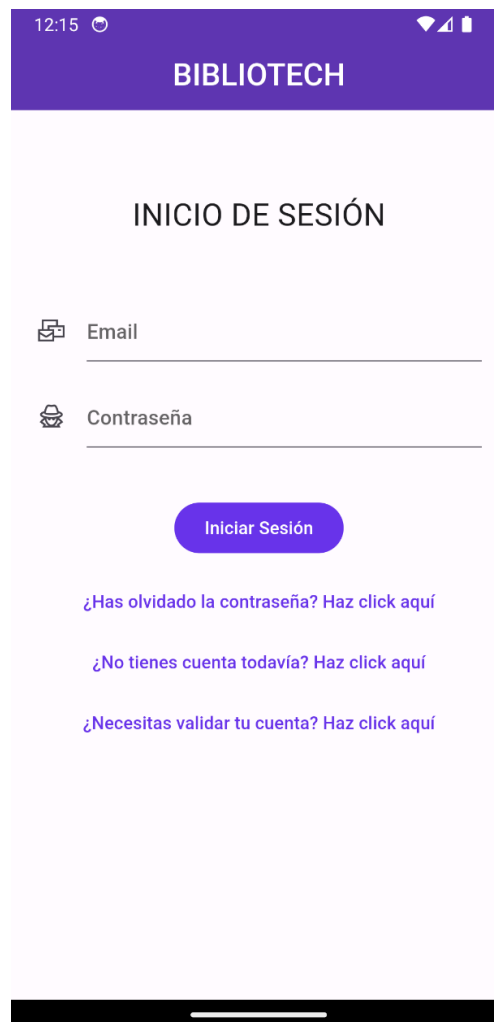 12:15
BIBLIOTECH
INICIO DE SESIÓN
Email
Contraseña
Iniciar Sesión
¿Has olvidado la contraseña? Haz click aquí
¿No tienes cuenta todavía? Haz click aquí
¿Necesitas validar tu cuenta? Haz click aquí